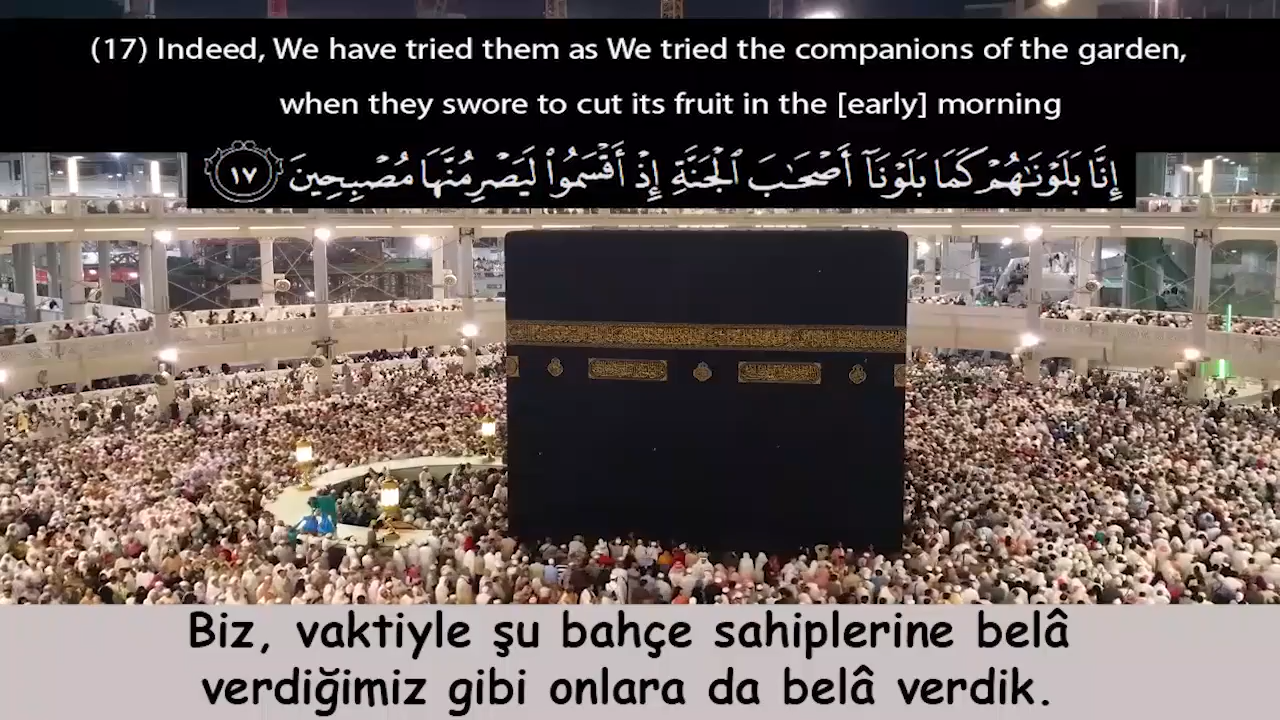 (17) Indeed, We have tried them as We tried the companions of the garden,
when they swore to cut its fruit in the [early] morning
إِنَّا بَلَوْنَـٰهُمْ كَمَا بَلَوْنَآ أَصْحَـٰبَ ٱلْجَنَّةِ إِذْ أَقْسَمُوا۟ لَيَصْرِمُنَّهَا مُصْبِحِينَ ١٧
Biz, vaktiyle şu bahçe sahiplerine belâ
verdiğimiz gibi onlara da belâ verdik.